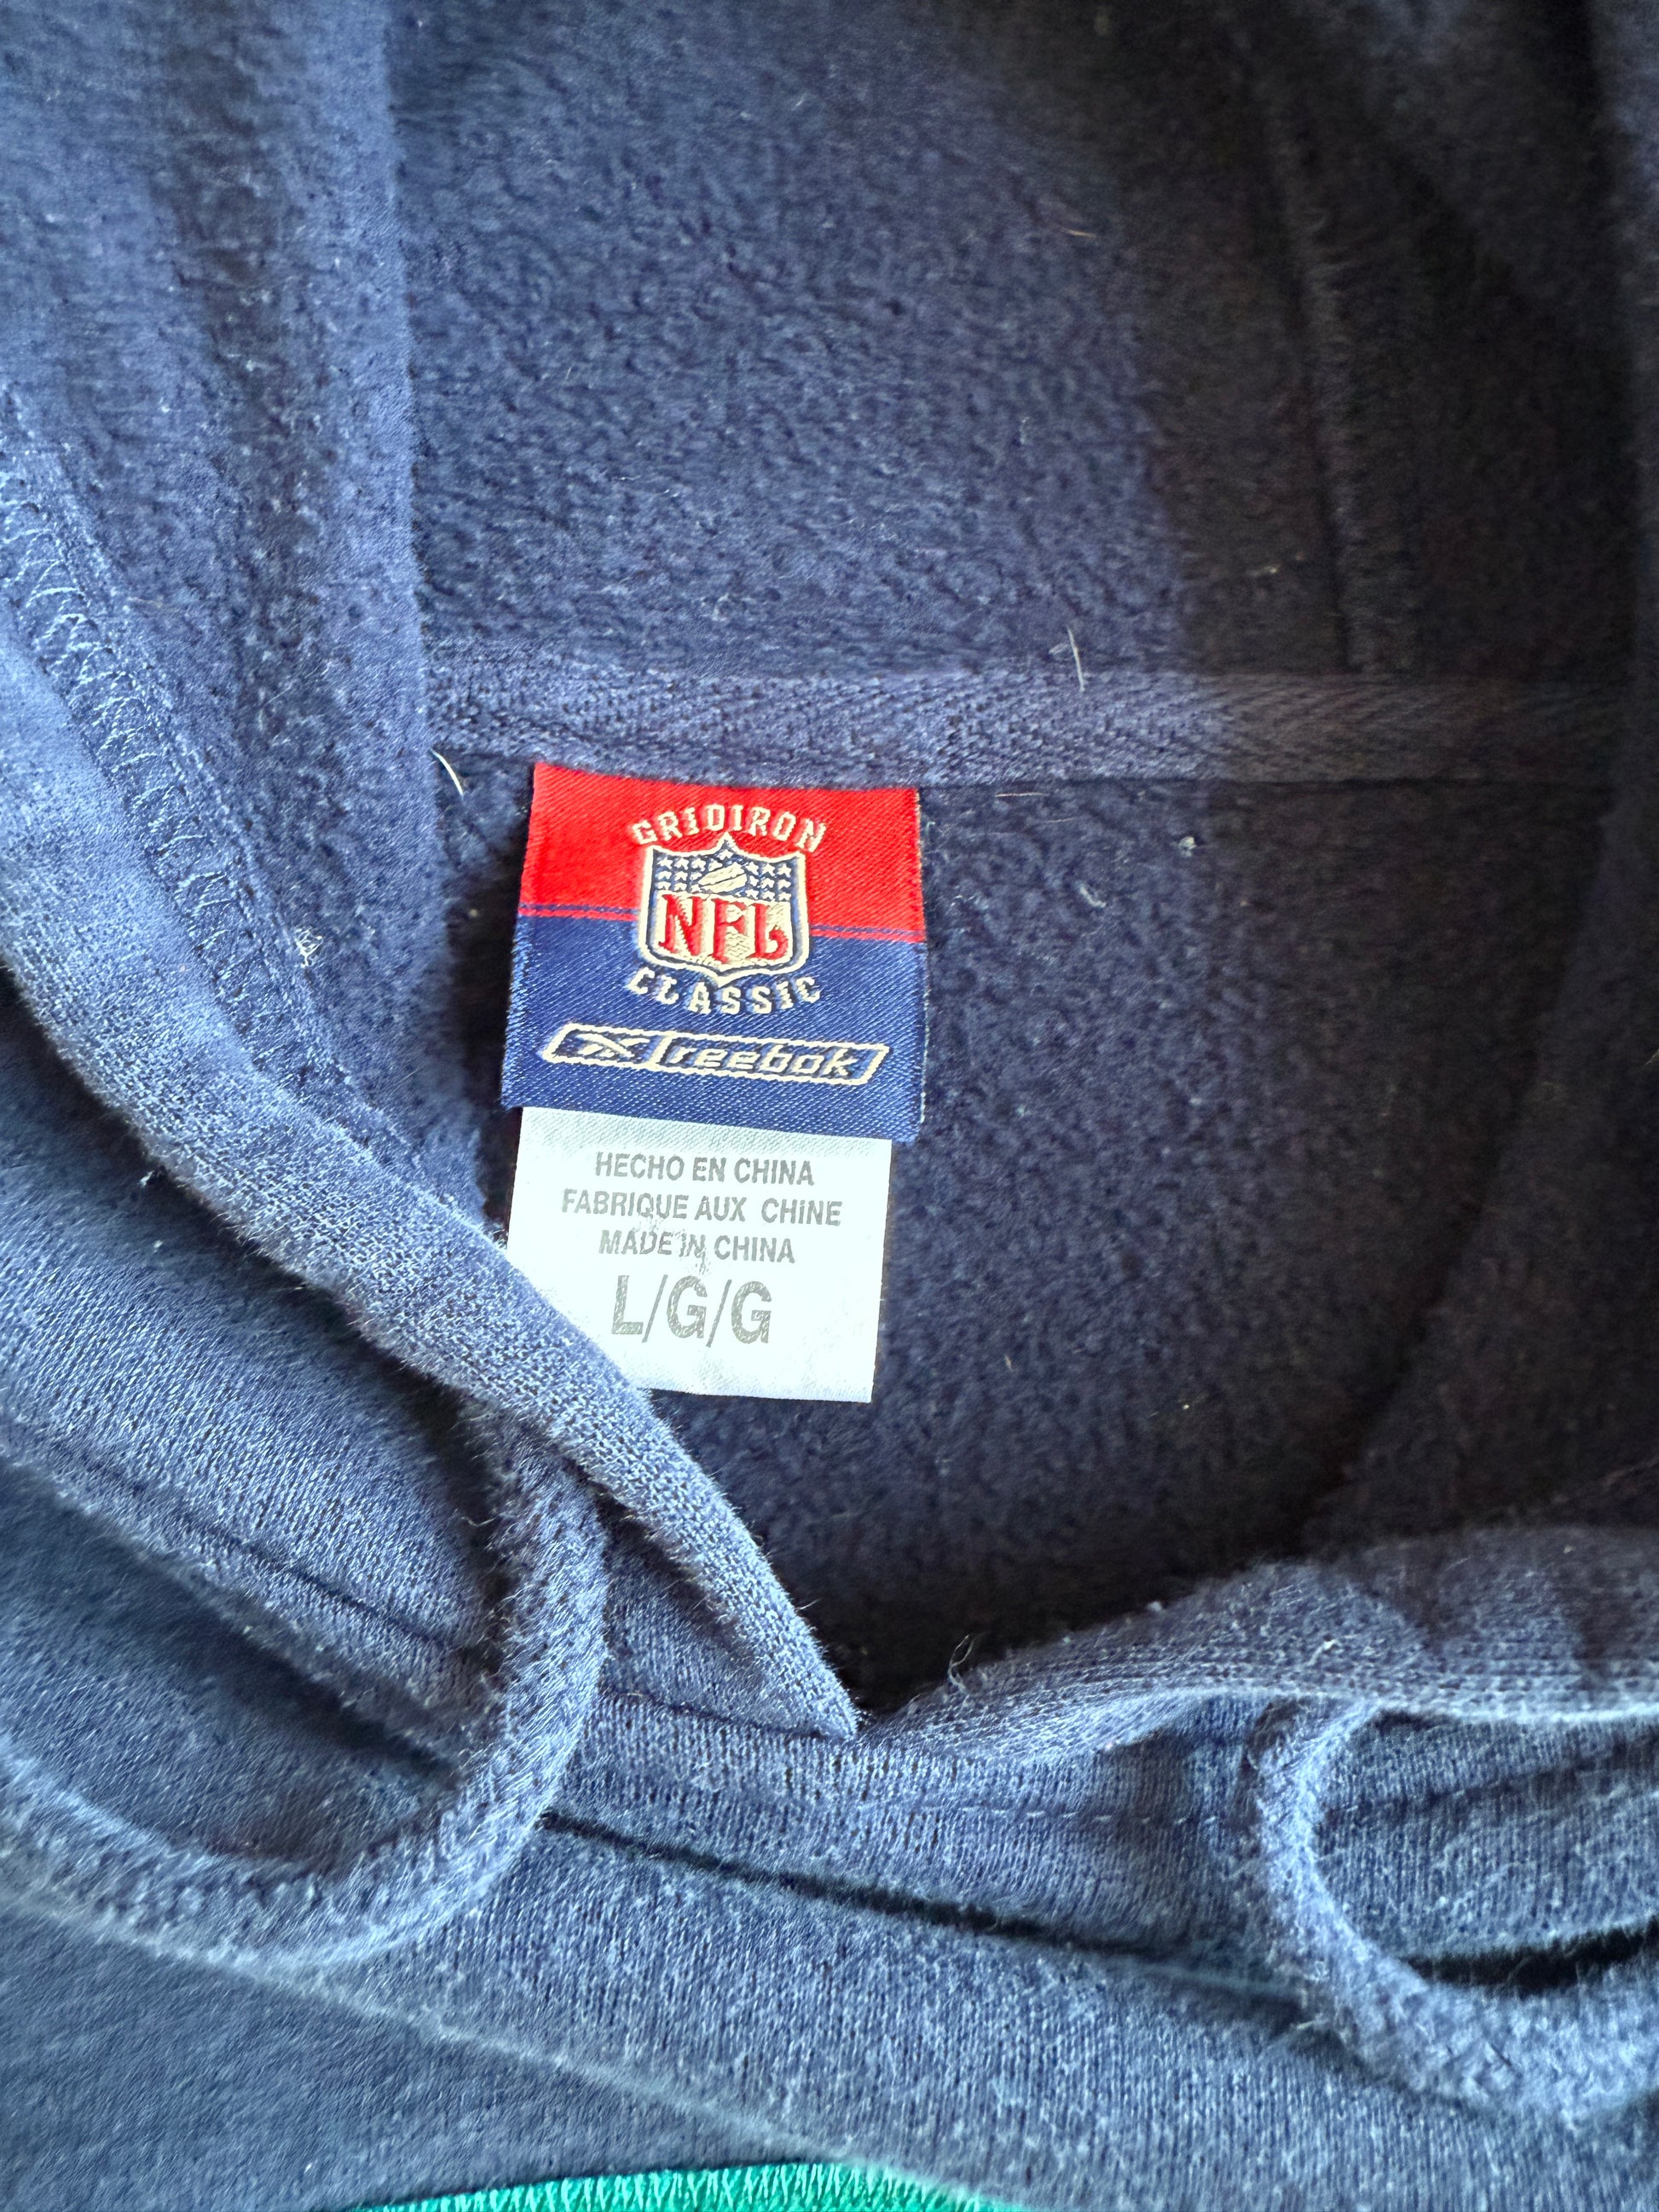 GRIDIRON
NFL
CLASSIC
Reebok
HECHO EN CHINA
FABRIQUE AUX CHINE
MADE IN CHINA
L/G/G